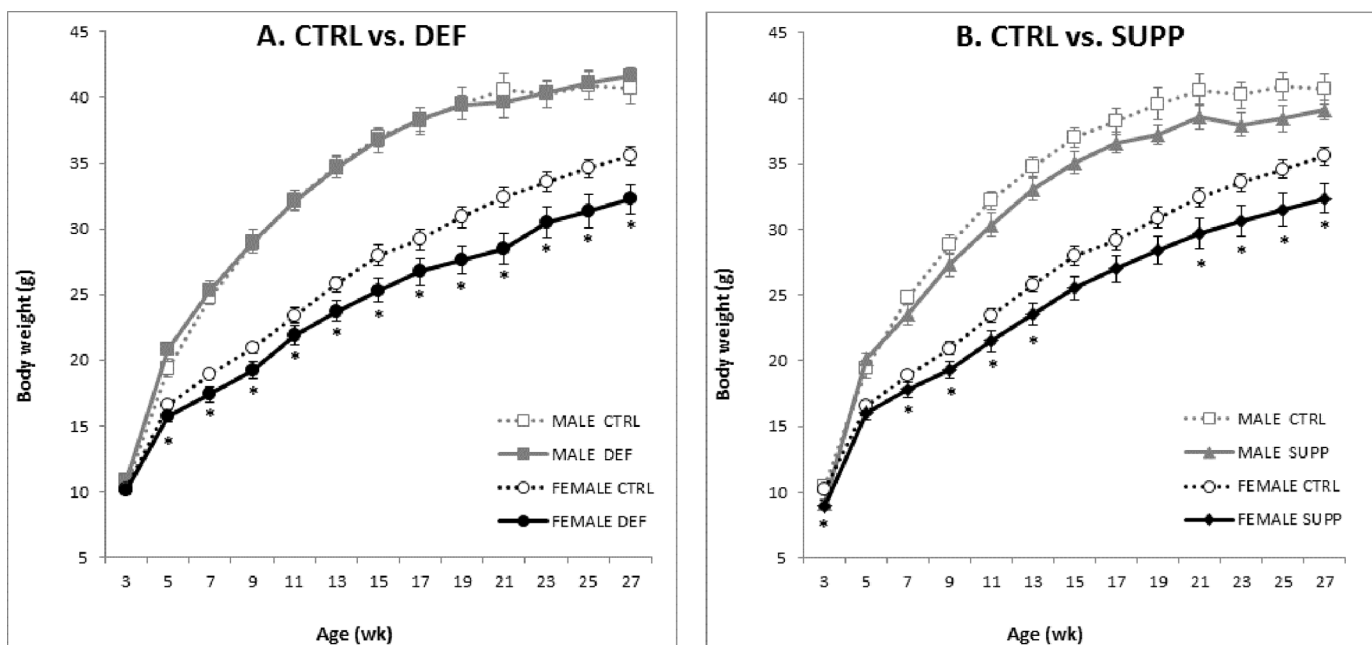 A. CTRL vs. DEF
45
40
35
30
25
20
15
10
5
Body weight (g)
* * * * * * * * * * * *
MALE CTRL
MALE DEF
FEMALE CTRL
FEMALE DEF
3 5 7 9 11 13 15 17 19 21 23 25 27
Age (wk)
B. CTRL vs. SUPP
45
40
35
30
25
20
15
10
5
Body weight (g)
* * * * * * * * *
MALE CTRL
MALE SUPP
FEMALE CTRL
FEMALE SUPP
3 5 7 9 11 13 15 17 19 21 23 25 27
Age (wk)